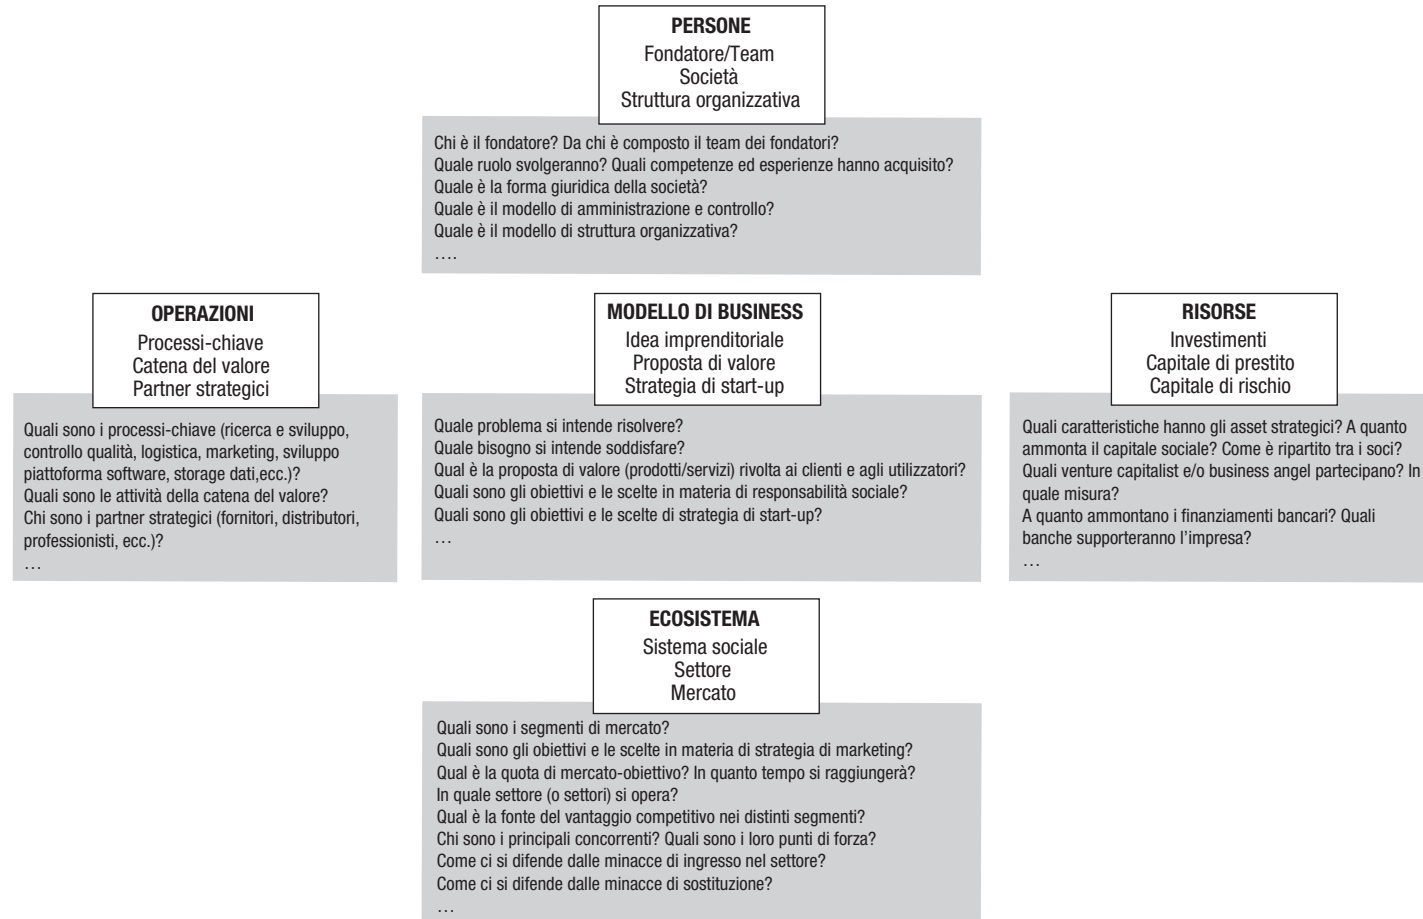 PERSONE
Fondatore/Team
Società
Struttura organizzativa
Chi è il fondatore? Da chi è composto il team dei fondatori?
Quale ruolo svolgeranno? Quali competenze ed esperienze hanno acquisito?
Quale è la forma giuridica della società?
Quale è il modello di amministrazione e controllo?
Quale è il modello di struttura organizzativa?
….
OPERAZIONI
Processi-chiave
Catena del valore
Partner strategici
Quali sono i processi-chiave (ricerca e sviluppo,
controllo qualità, logistica, marketing, sviluppo
piattaforma software, storage dati,ecc.)?
Quali sono le attività della catena del valore?
Chi sono i partner strategici (fornitori, distributori,
professionisti, ecc.)?
…
MODELLO DI BUSINESS
Idea imprenditoriale
Proposta di valore
Strategia di start-up
Quale problema si intende risolvere?
Quale bisogno si intende soddisfare?
Qual è la proposta di valore (prodotti/servizi) rivolta ai clienti e agli utilizzatori?
Quali sono gli obiettivi e le scelte in materia di responsabilità sociale?
Quali sono gli obiettivi e le scelte di strategia di start-up?
…
RISORSE
Investimenti
Capitale di prestito
Capitale di rischio
Quali caratteristiche hanno gli asset strategici? A quanto
ammonta il capitale sociale? Come è ripartito tra i soci?
Quali venture capitalist e/o business angel partecipano? In
quale misura?
A quanto ammontano i finanziamenti bancari? Quali
banche supporteranno l'impresa?
…
ECOSISTEMA
Sistema sociale
Settore
Mercato
Quali sono i segmenti di mercato?
Quali sono gli obiettivi e le scelte in materia di strategia di marketing?
Qual è la quota di mercato-obiettivo? In quanto tempo si raggiungerà?
In quale settore (o settori) si opera?
Qual è la fonte del vantaggio competitivo nei distinti segmenti?
Chi sono i principali concorrenti? Quali sono i loro punti di forza?
Come ci si difende dalle minacce di ingresso nel settore?
Come ci si difende dalle minacce di sostituzione?
…